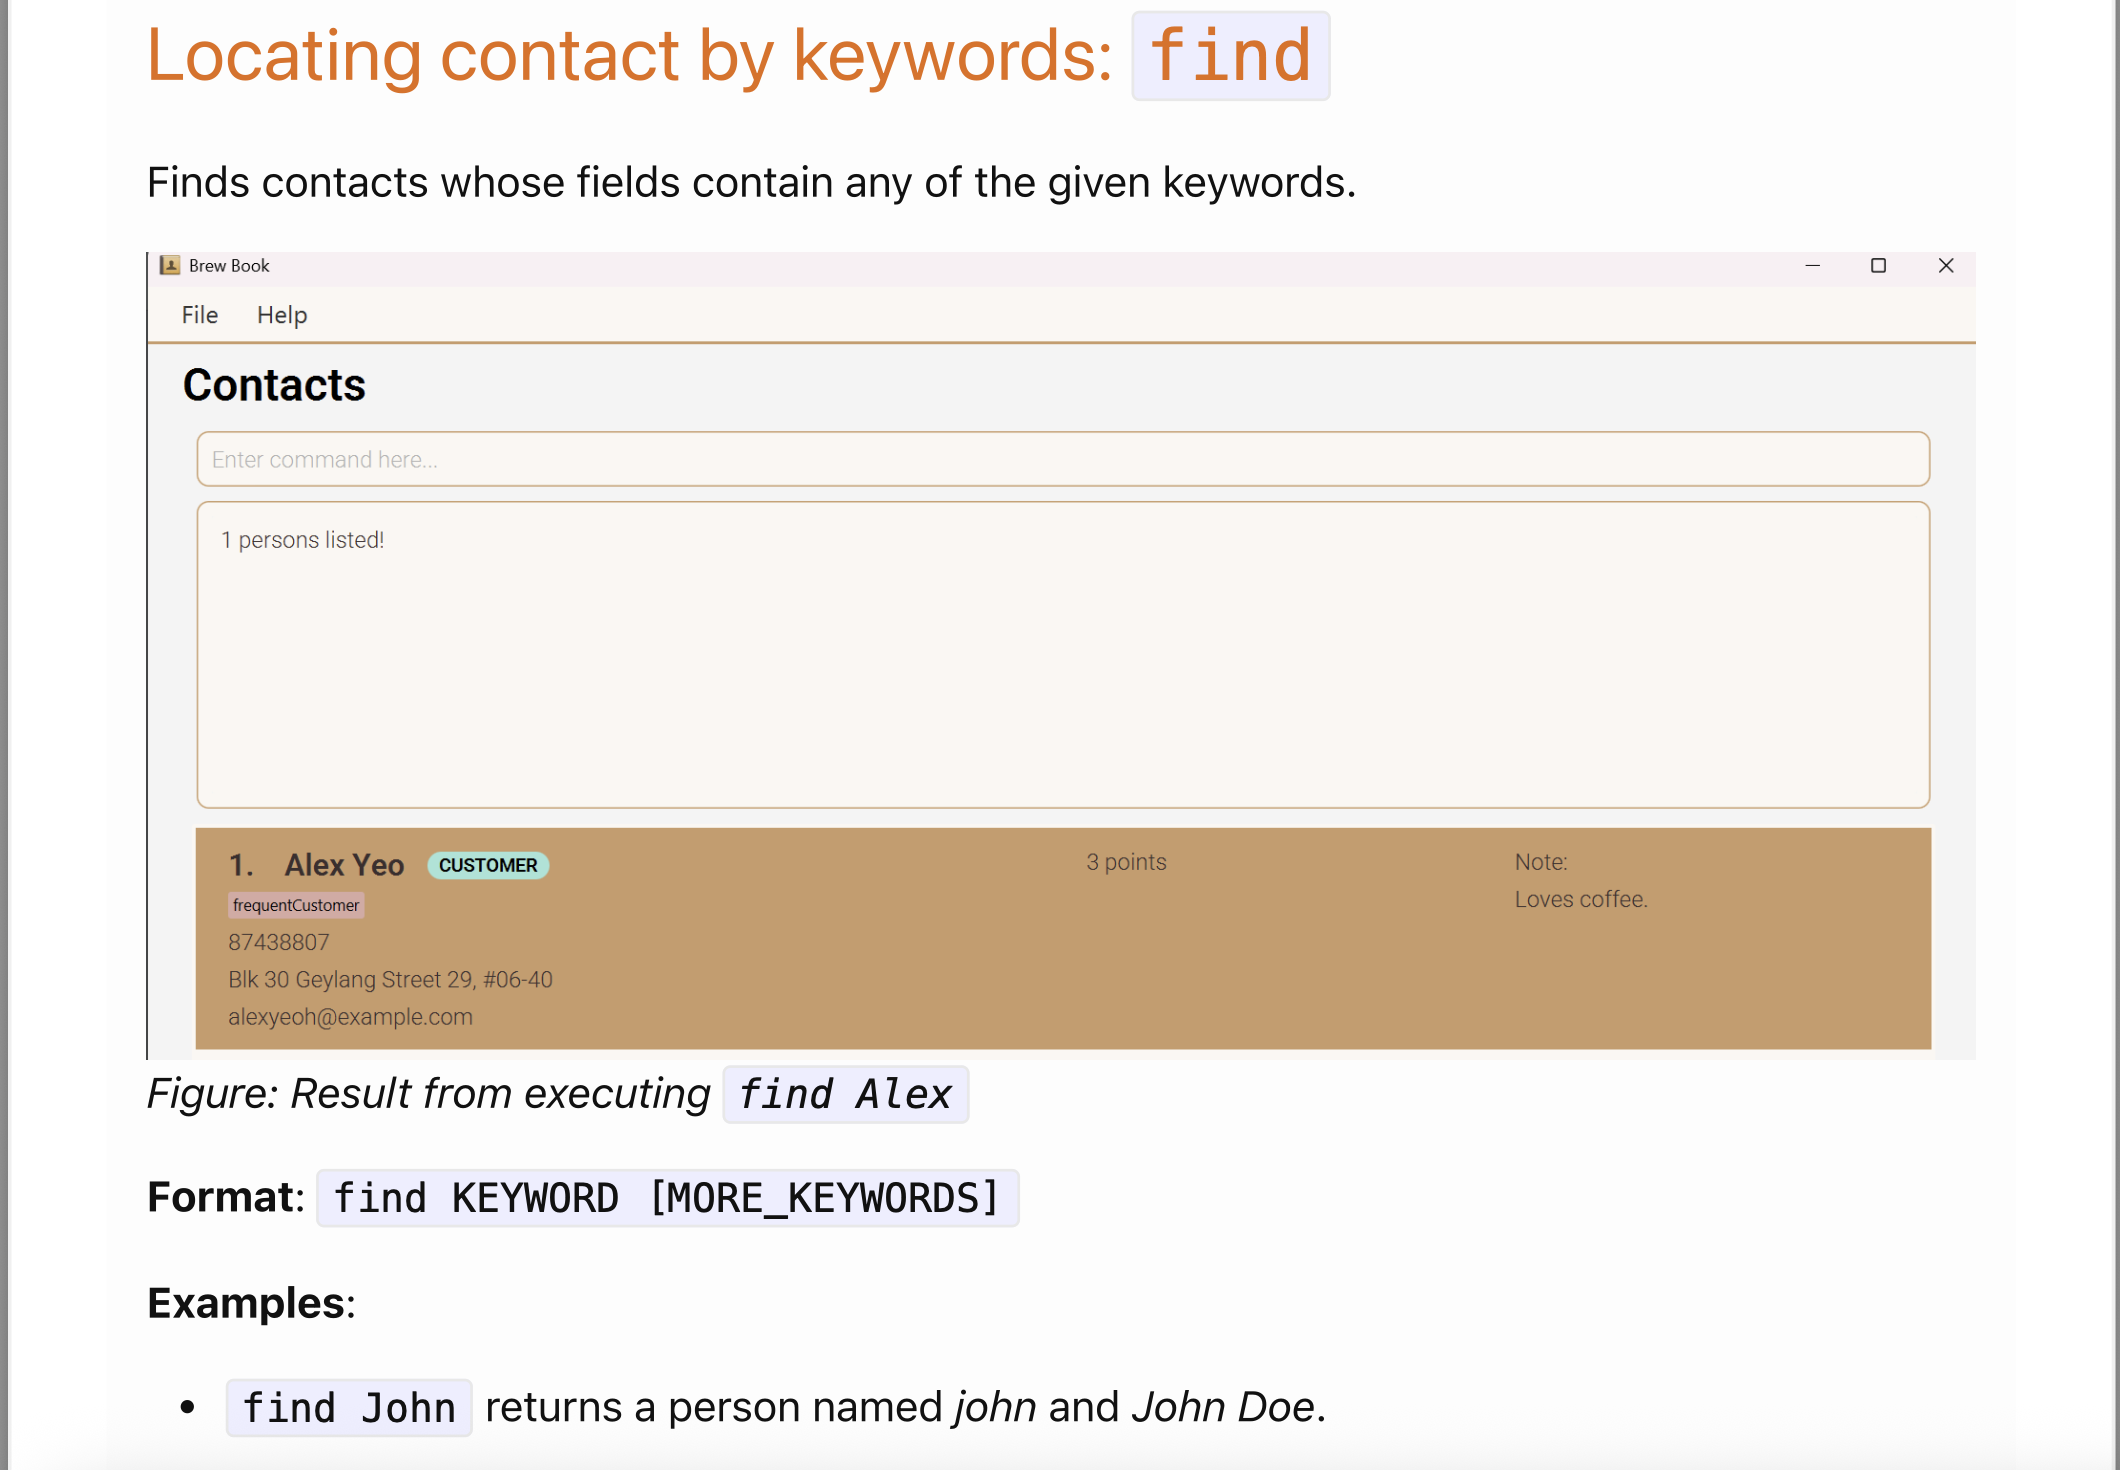 Locating contact by keywords: find
Finds contacts whose fields contain any of the given keywords.
Brew Book
File Help
Contacts
Enter command here...
1 persons listed!
1. Alex Yeo CUSTOMER
frequentCustomer
87438807
Blk 30 Geylang Street 29, #06-40
alexyeoh@example.com
3 points
Note:
Loves coffee.
Figure: Result from executing find Alex
Format: find KEYWORD [MORE_KEYWORDS]
Examples:
• find John returns a person named john and John Doe.